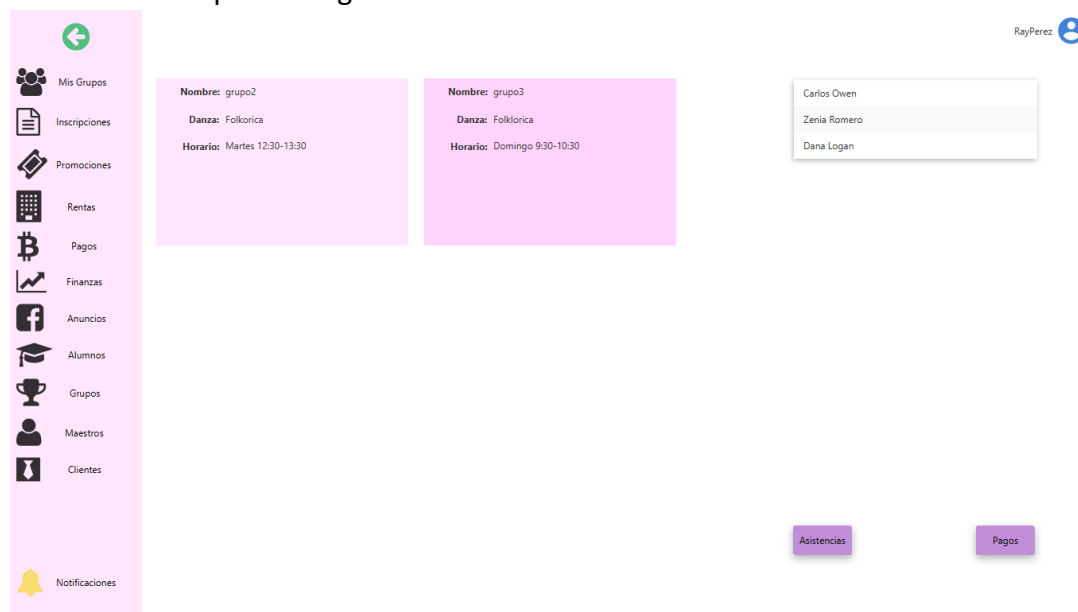 RayPerez
Mis Grupos
Inscripciones
Promociones
Rentas
Pagos
Finanzas
Anuncios
Alumnos
Grupos
Maestros
Clientes
Notificaciones
Nombre: grupo2
Danza: Folkorica
Horario: Martes 12:30-13:30
Nombre: grupo3
Danza: Folklorica
Horario: Domingo 9:30-10:30
Carlos Owen
Zenia Romero
Dana Logan
Asistencias
Pagos